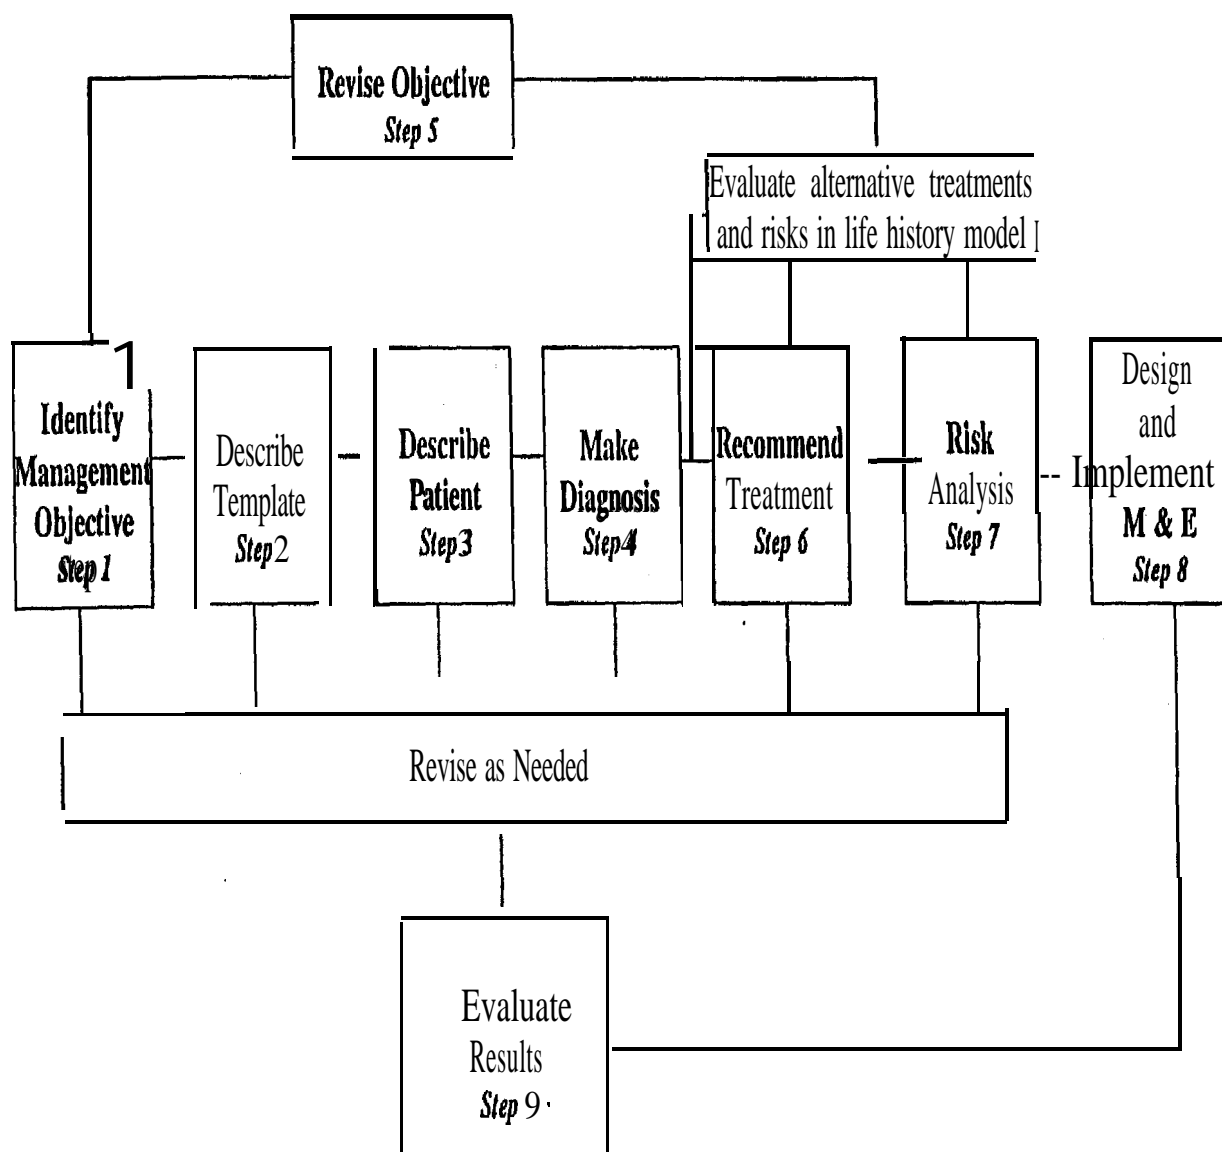 Revise Objective
Step 5
Evaluate alternative treatments
and risks in life history model
Identify
Management
Objective
Step 1
Describe
Template
Step 2
Describe
Patient
Step 3
Make
Diagnosis
Step 4
Recommend
Treatment
Step 6
Risk
Analysis
Step 7
Design
and
Implement
M & E
Step 8
Revise as Needed
Evaluate
Results
Step 9